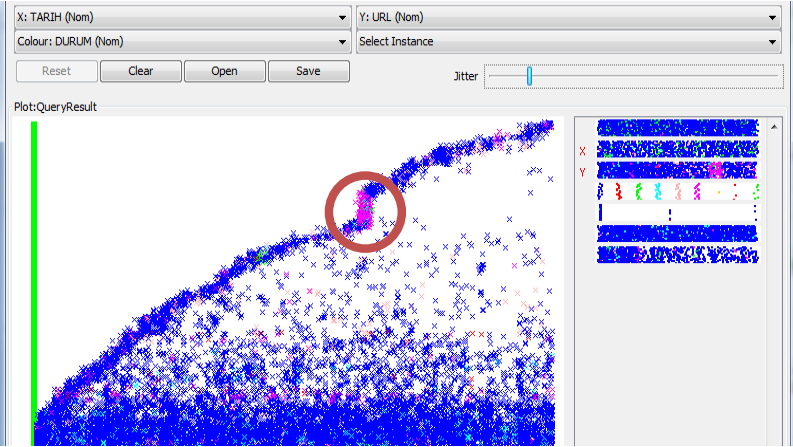 X: TARIH (Nom) Y: URL (Nom)
Colour: DURUM (Nom) Select Instance
Reset Clear Open Save Jitter
Plot:QueryResult
X
Y